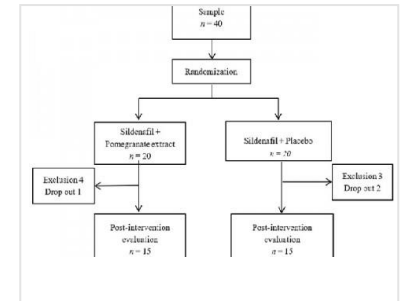 Sample
n = 40
Randomization
Sildenafil +
Pomegranate extract
n = 20
Sildenafil + Placebo
n = 20
Exclusion 4
Drop out 1
Exclusion 3
Drop out 2
Post-intervention
evaluation
n = 15
Post-intervention
evaluation
n = 15